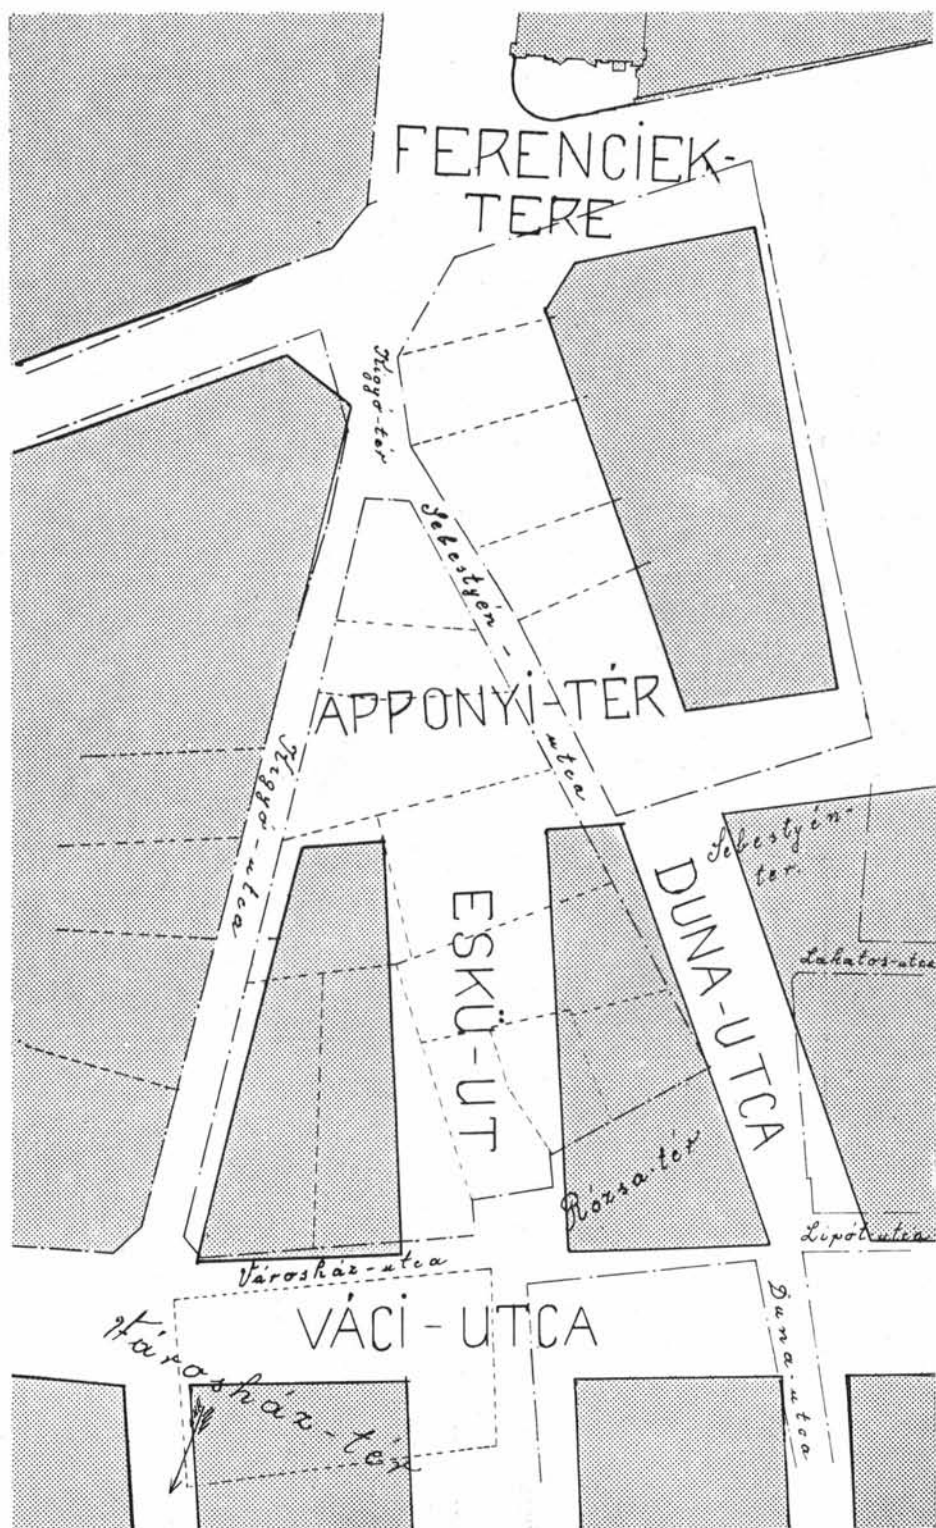 FERENCIEK-
TERE
Kigyó-tér
Sebestyén-
utca
APPONYI-TÉR
Kigyó-utca
Sebestyén-
tér.
ESKÜ-UT
DUNA-UTCA
Lakatos-utca
Rózsa-tér
Lipót-utca
Városház-utca
VÁCI-UTCA
Duna utca
Városház-tér